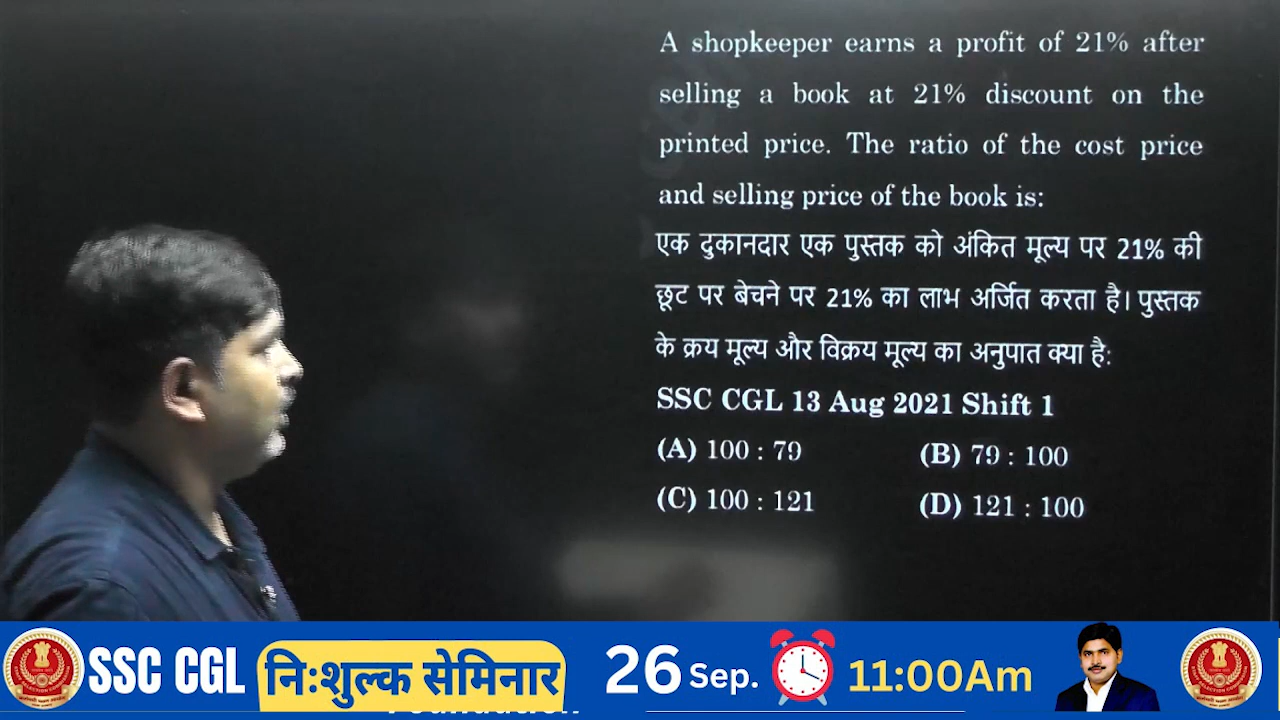 A shopkeeper earns a profit of 21% after
selling a book at 21% discount on the
printed price. The ratio of the cost price
and selling price of the book is:
एक दुकानदार एक पुस्तक को अंकित मूल्य पर 21% की
छूट पर बेचने पर 21% का लाभ अर्जित करता है। पुस्तक
के क्रय मूल्य और विक्रय मूल्य का अनुपात क्या है:
SSC CGL 13 Aug 2021 Shift 1
(A) 100 : 79 (B) 79 : 100
(C) 100 : 121 (D) 121 : 100
SSC CGL निःशुल्क सेमिनार 26 Sep. 11:00Am